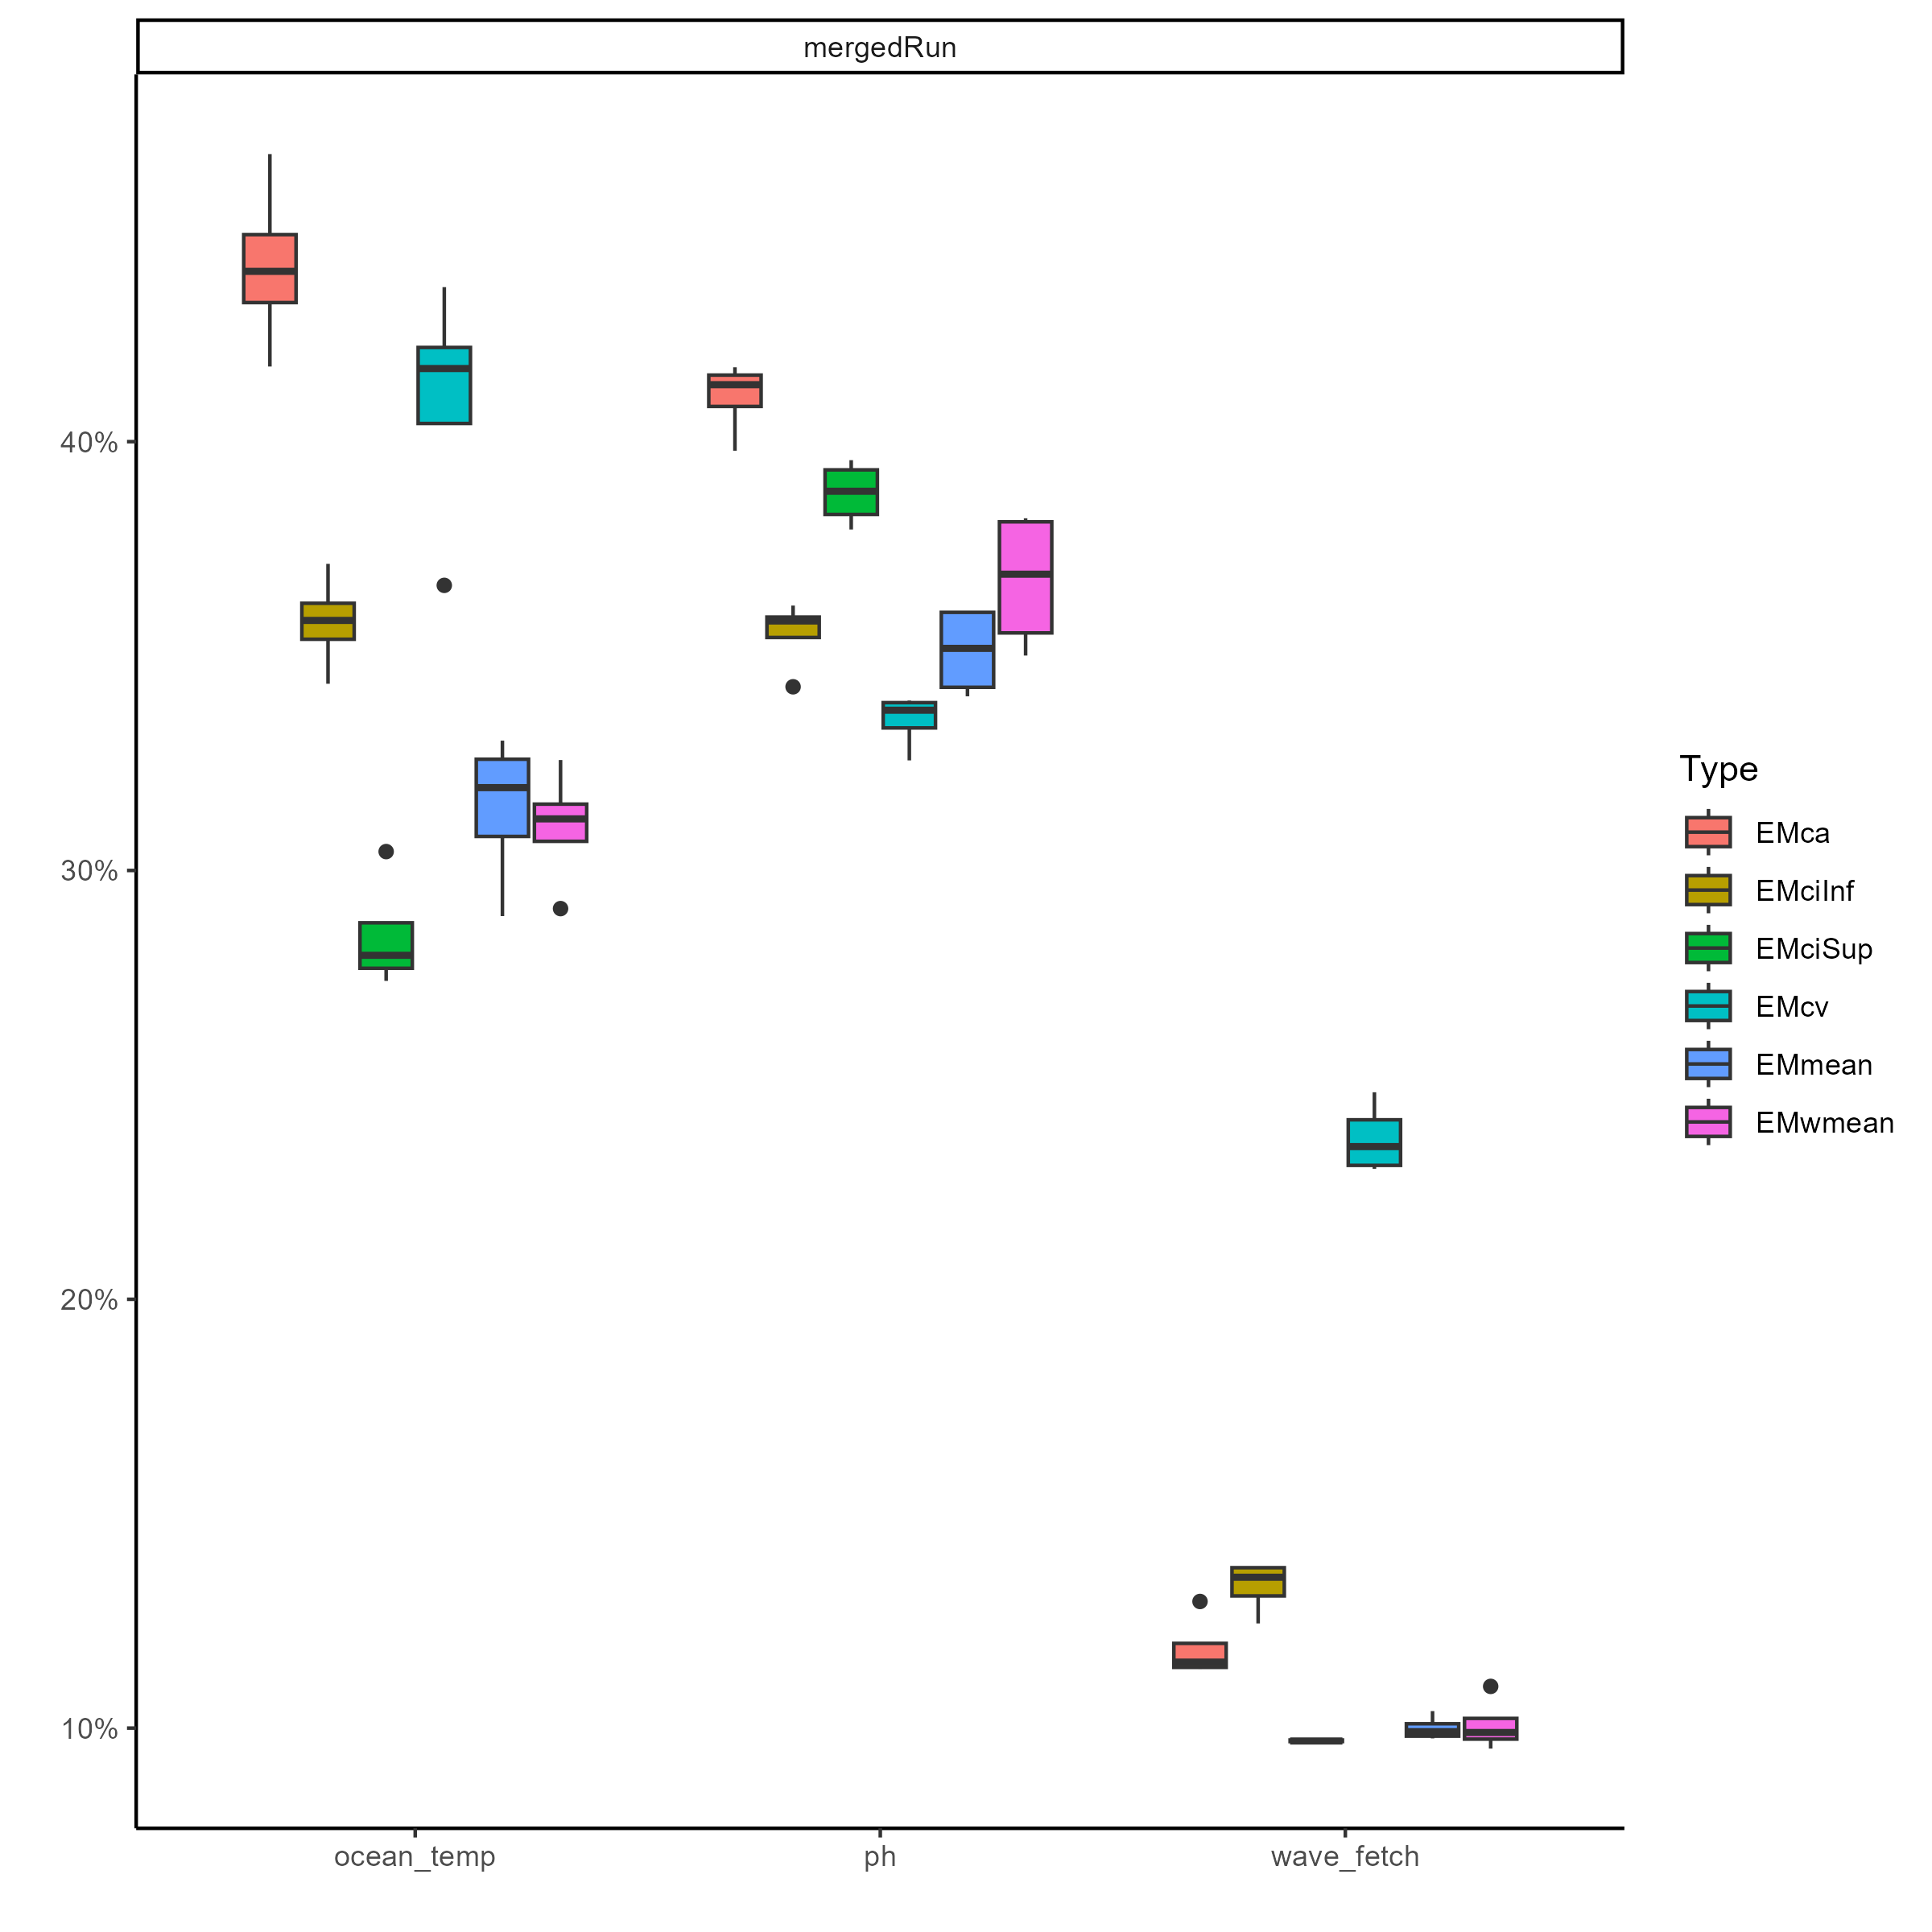 mergedRun
40%
30%
20%
10%
ocean_temp
ph
wave_fetch
Type
EMca
EMciInf
EMciSup
EMcv
EMmean
EMwmean